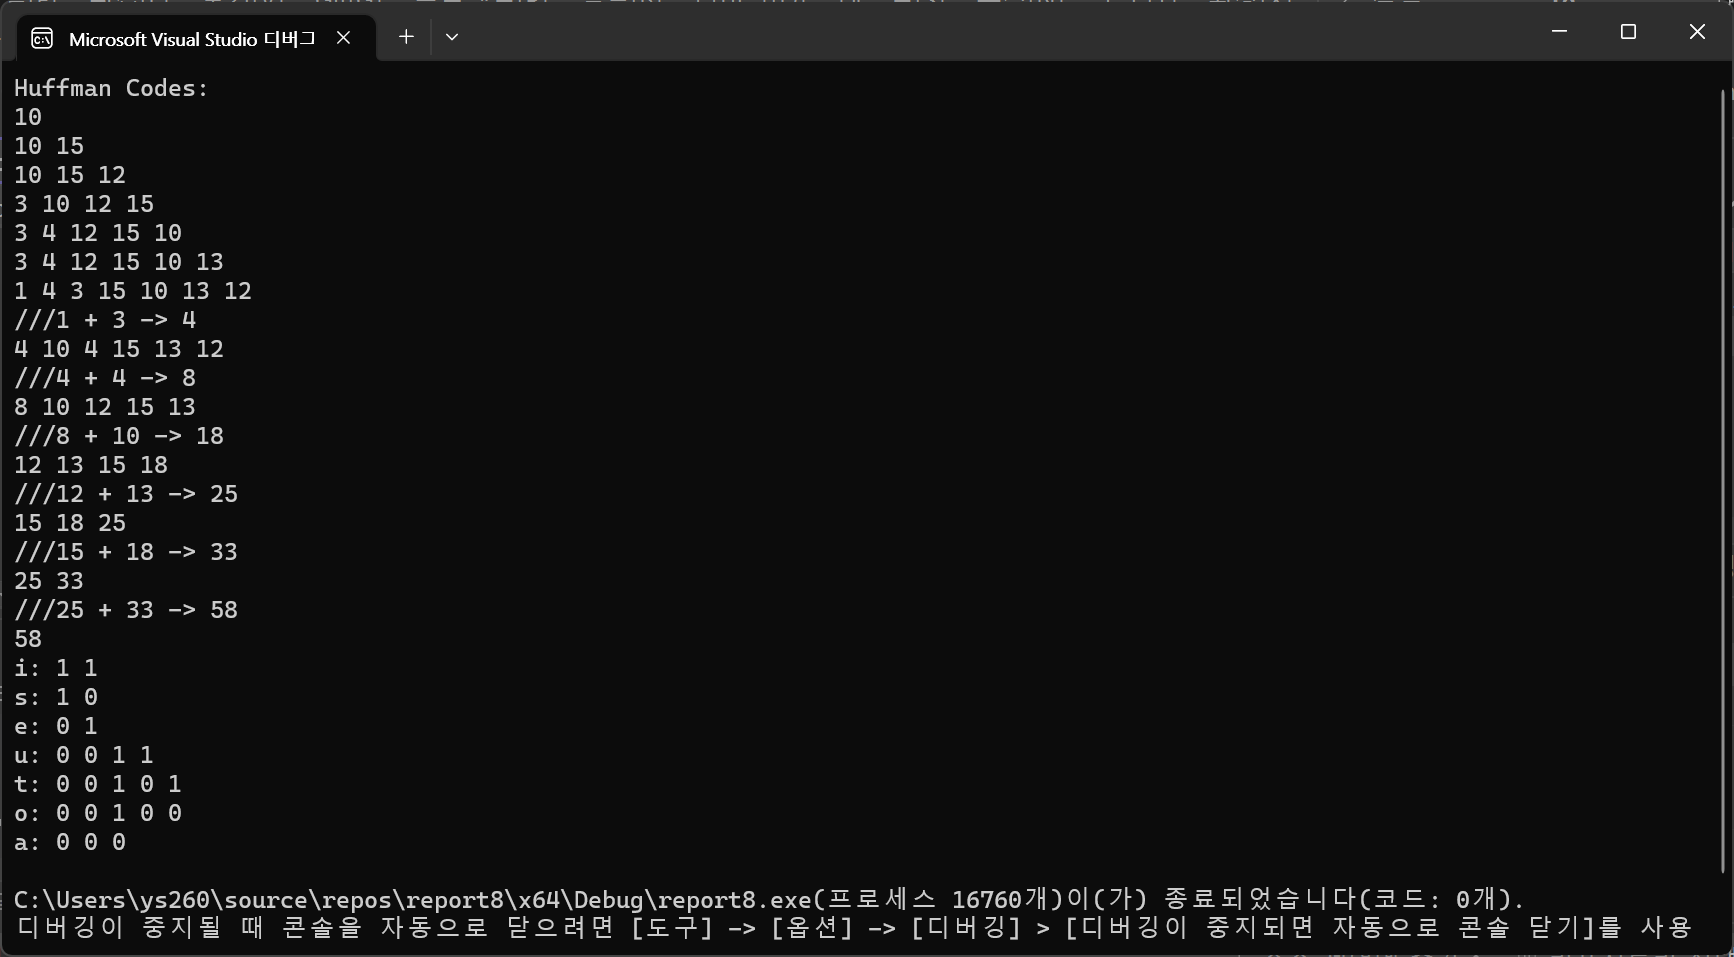 Microsoft Visual Studio 디버그
Huffman Codes:
10
10 15
10 15 12
3 10 12 15
3 4 12 15 10
3 4 12 15 10 13
1 4 3 15 10 13 12
///1 + 3 -> 4
4 10 4 15 13 12
///4 + 4 -> 8
8 10 12 15 13
///8 + 10 -> 18
12 13 15 18
///12 + 13 -> 25
15 18 25
///15 + 18 -> 33
25 33
///25 + 33 -> 58
58
i: 1 1
s: 1 0
e: 0 1
u: 0 0 1 1
t: 0 0 1 0 1
o: 0 0 1 0 0
a: 0 0 0
C:\Users\ys260\source\repos\report8\x64\Debug\report8.exe(프로세스 16760개)이(가) 종료되었습니다(코드: 0개).
디버깅이 중지될 때 콘솔을 자동으로 닫으려면 [도구] -> [옵션] -> [디버깅] > [디버깅이 중지되면 자동으로 콘솔 닫기]를 사용